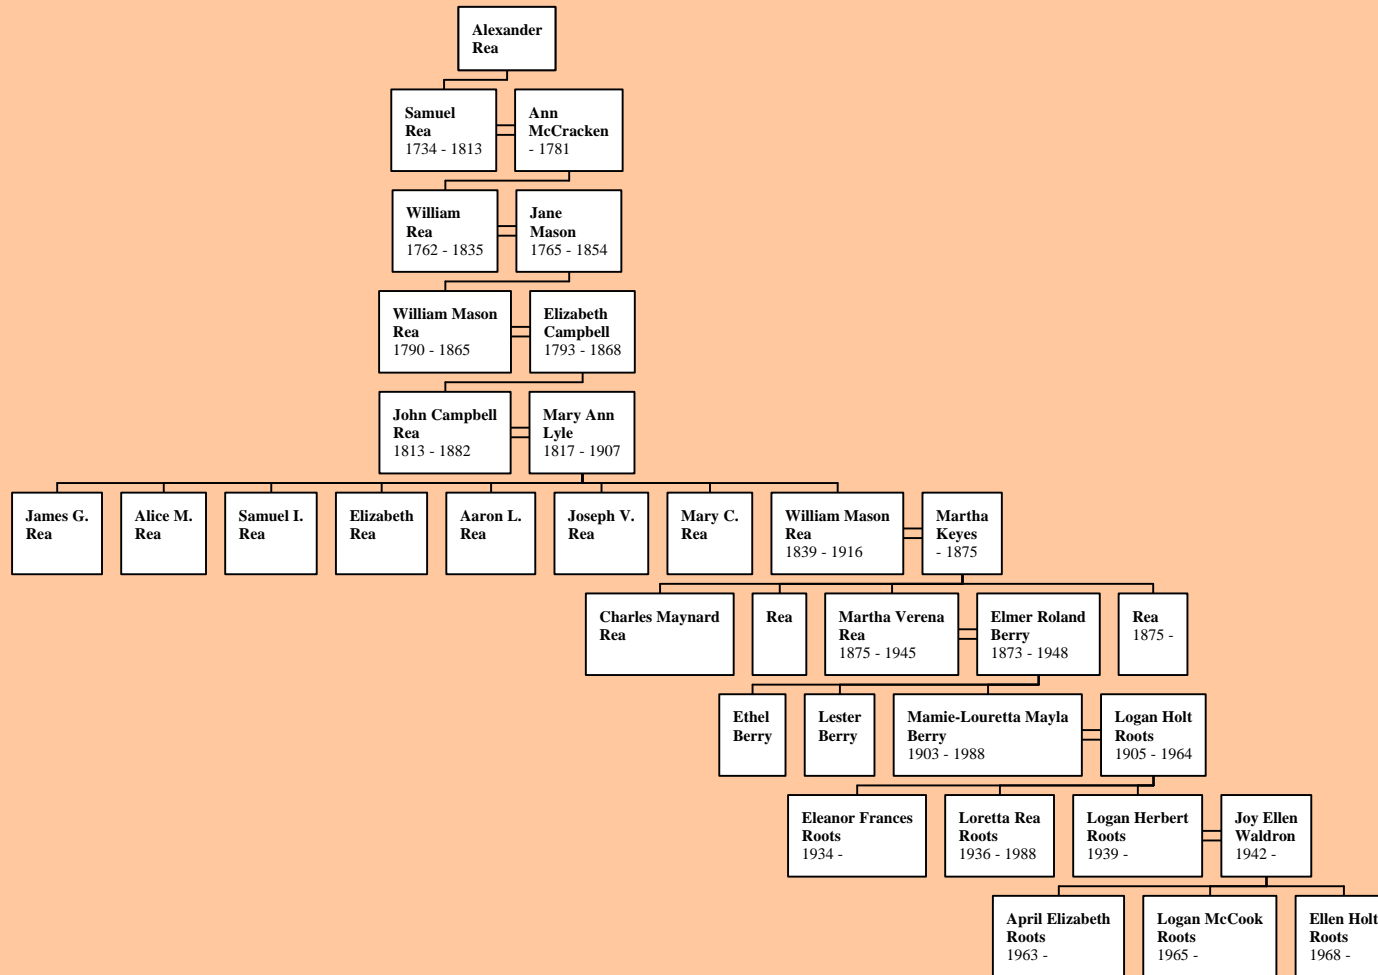 Alexander
Rea
Samuel
Rea
1734 - 1813
Ann
McCracken
- 1781
William
Rea
1762 - 1835
Jane
Mason
1765 - 1854
William Mason
Rea
1790 - 1865
Elizabeth
Campbell
1793 - 1868
John Campbell
Rea
1813 - 1882
Mary Ann
Lyle
1817 - 1907
James G.
Rea
Alice M.
Rea
Samuel I.
Rea
Elizabeth
Rea
Aaron L.
Rea
Joseph V.
Rea
Mary C.
Rea
William Mason
Rea
1839 - 1916
Martha
Keyes
- 1875
Charles Maynard
Rea
Rea
Martha Verena
Rea
1875 - 1945
Elmer Roland
Berry
1873 - 1948
Rea
1875 -
Ethel
Berry
Lester
Berry
Mamie-Louretta Mayla
Berry
1903 - 1988
Logan Holt
Roots
1905 - 1964
Eleanor Frances
Roots
1934 -
Loretta Rea
Roots
1936 - 1988
Logan Herbert
Roots
1939 -
Joy Ellen
Waldron
1942 -
April Elizabeth
Roots
1963 -
Logan McCook
Roots
1965 -
Ellen Holt
Roots
1968 -